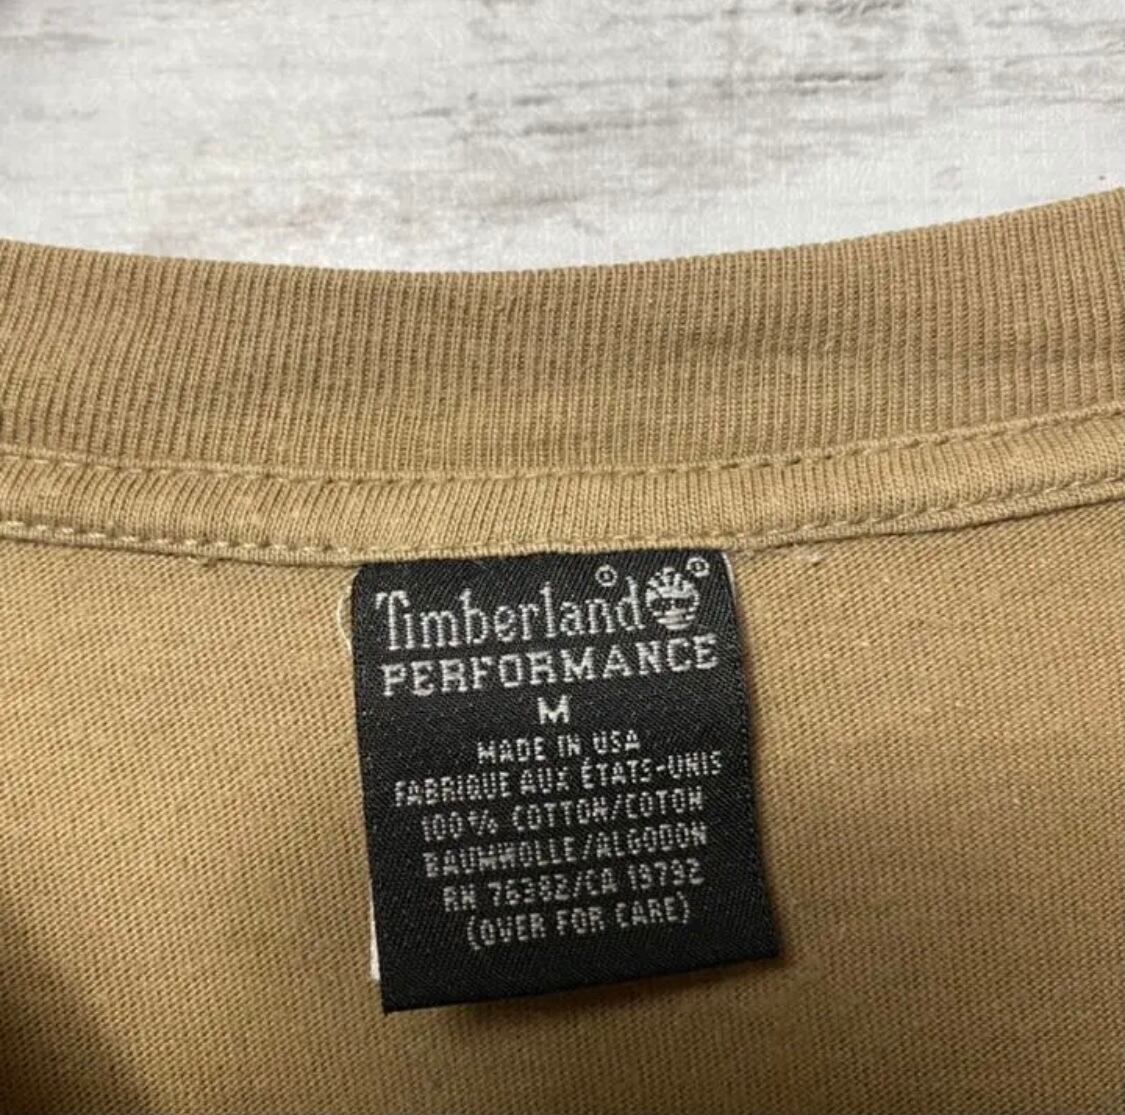 Timberland®
PERFORMANCE
M
MADE IN USA
FABRIQUE AUX ÉTATS-UNIS
100% COTTON/COTON
BAUMWOLLE/ALGODON
RN 76382/CA 19792
(OVER FOR CARE)